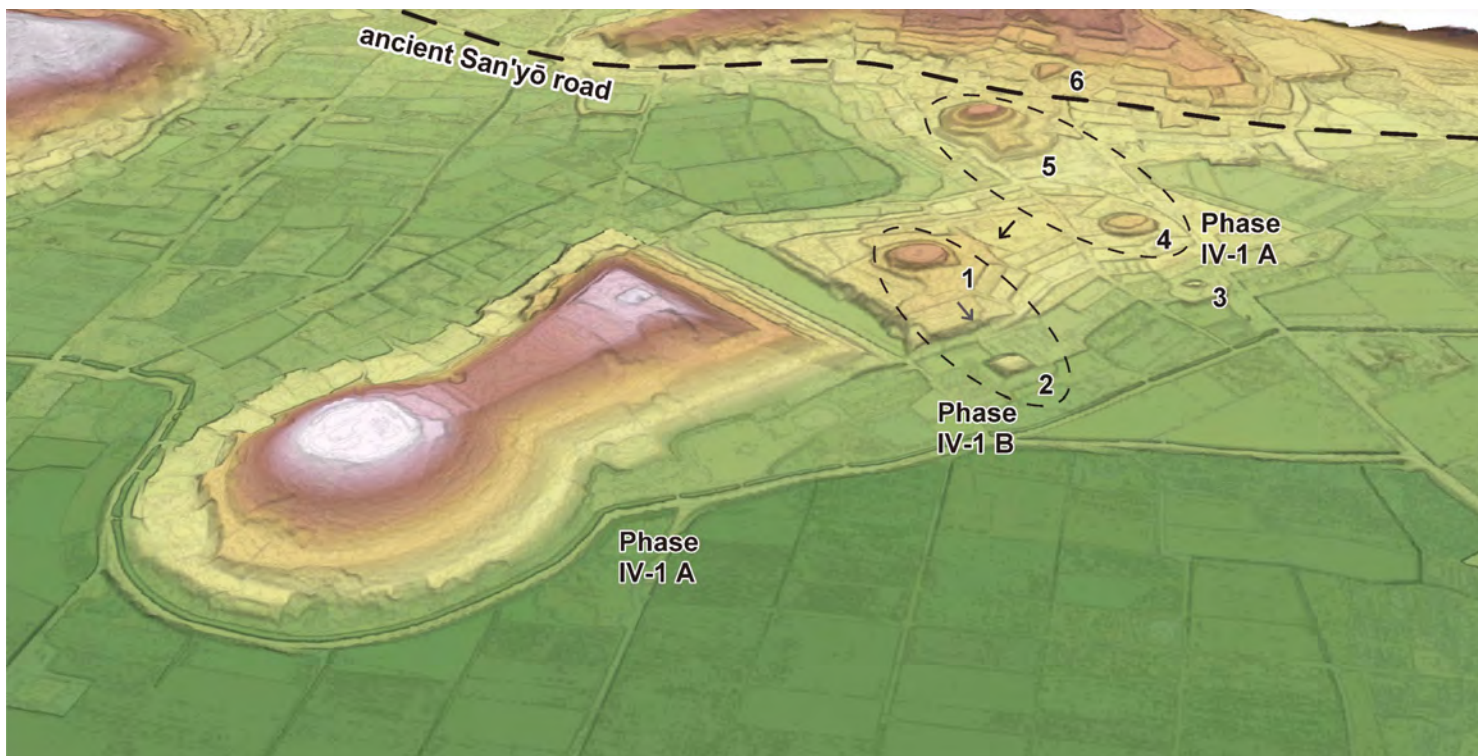 ancient San'yō road
6
5
Phase
IV-1 A
4
1
3
2
Phase
IV-1 B
Phase
IV-1 A